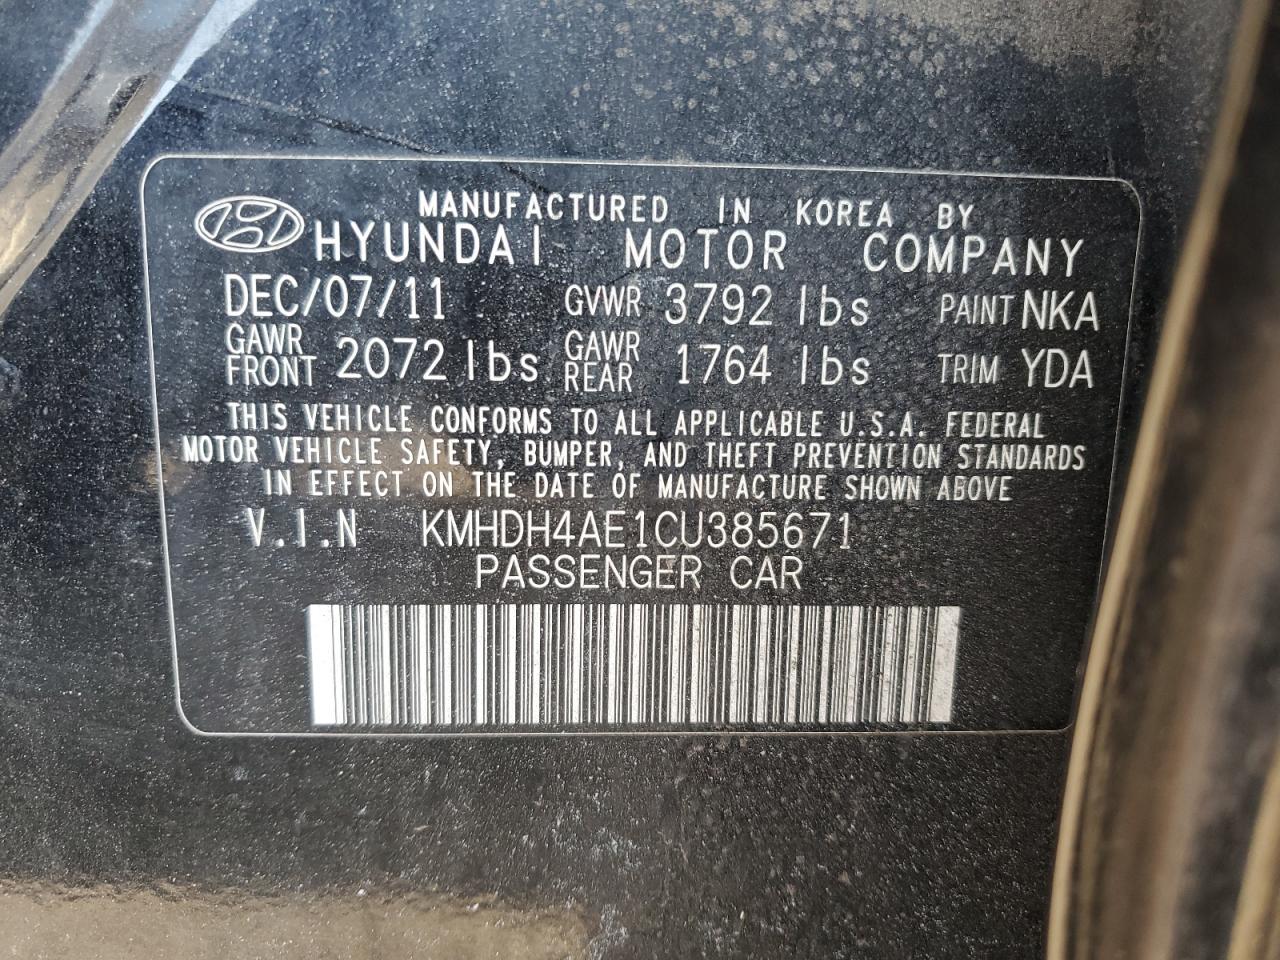 MANUFACTURED IN KOREA BY
HYUNDAI MOTOR COMPANY
DEC/07/11 GVWR 3792 lbs PAINT NKA
GAWR FRONT 2072 lbs GAWR REAR 1764 lbs TRIM YDA
THIS VEHICLE CONFORMS TO ALL APPLICABLE U.S.A. FEDERAL
MOTOR VEHICLE SAFETY, BUMPER, AND THEFT PREVENTION STANDARDS
IN EFFECT ON THE DATE OF MANUFACTURE SHOWN ABOVE
V.I.N KMHDH4AE1CU385671
PASSENGER CAR